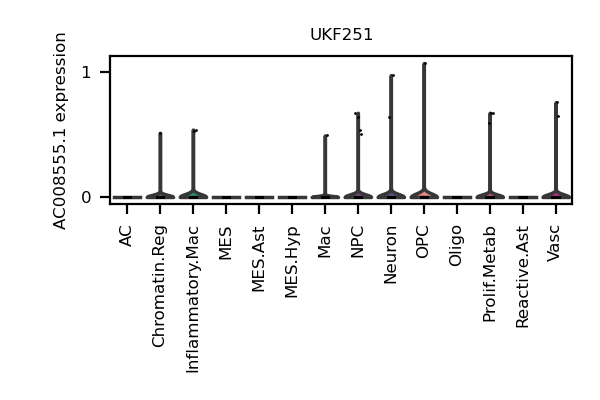 UKF251
AC008555.1 expression
1
0
AC
Chromatin.Reg
Inflammatory.Mac
MES
MES.Ast
MES.Hyp
Mac
NPC
Neuron
OPC
Oligo
Prolif.Metab
Reactive.Ast
Vasc